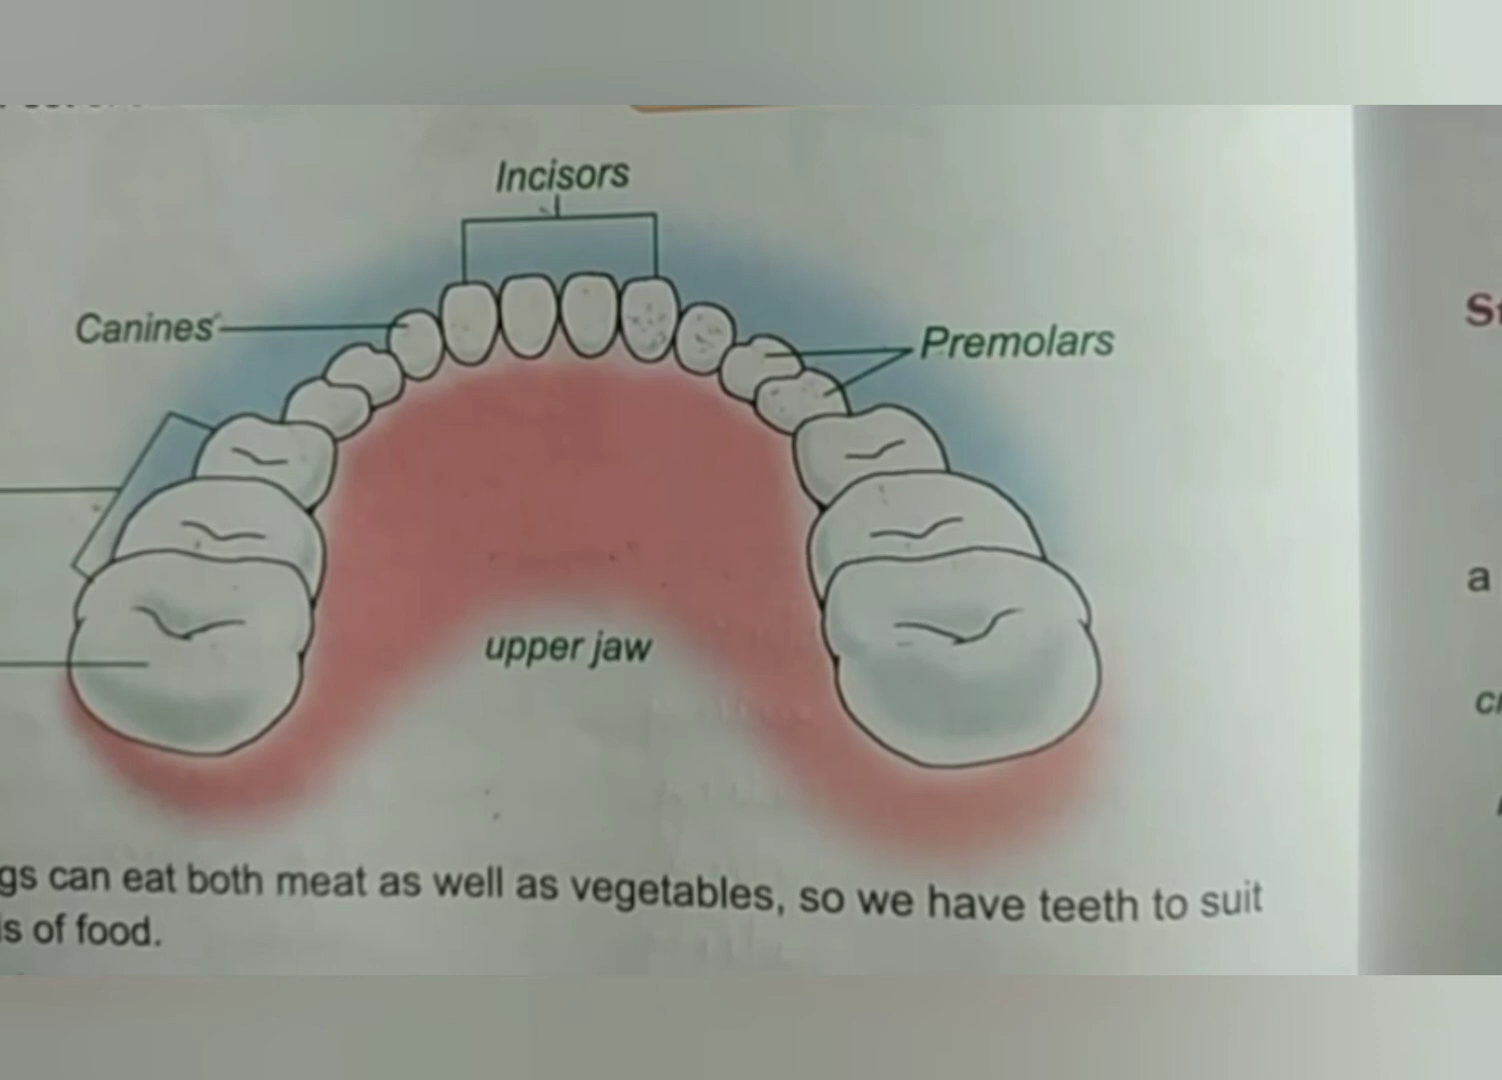 Incisors
Canines
Premolars
upper jaw
gs can eat both meat as well as vegetables, so we have teeth to suit
s of food.
St
a